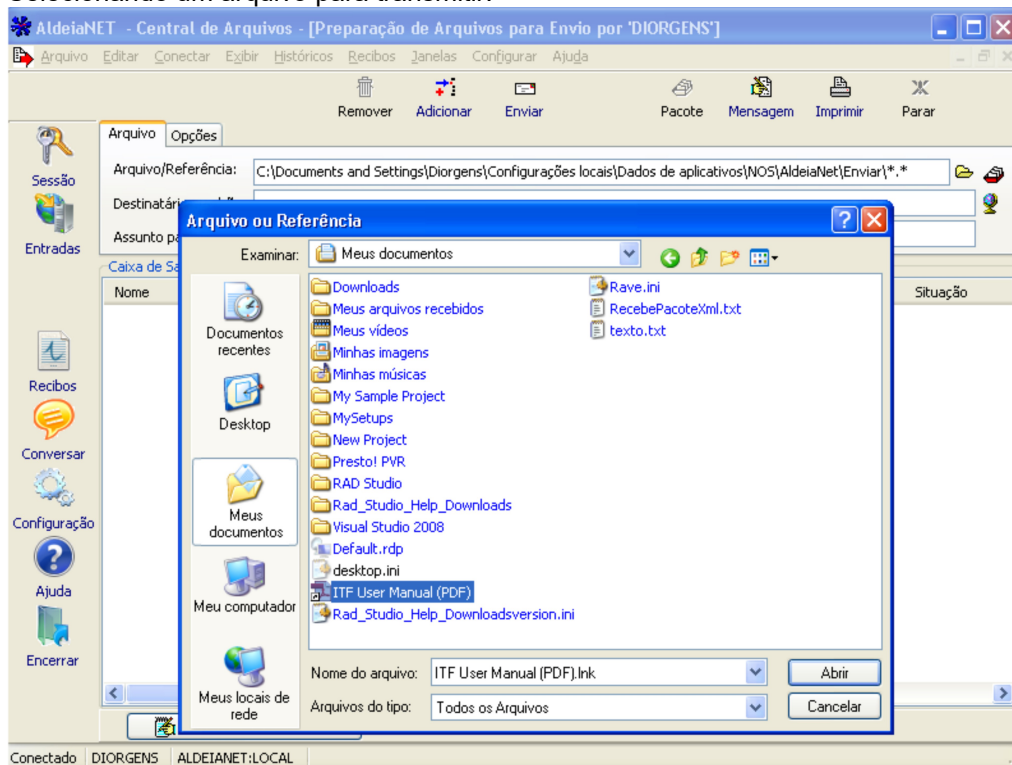 Selecionando um arquivo para transmitir:
AldeiaNET - Central de Arquivos - [Preparação de Arquivos para Envio por 'DIORGENS']
Arquivo Editar Conectar Exibir Históricos Recibos Janelas Configurar Ajuda
Remover Adicionar Enviar Pacote Mensagem Imprimir Parar
Sessão
Entradas
Recibos
Conversar
Configuração
Ajuda
Encerrar
Arquivo Opções
Arquivo/Referência: C:\Documents and Settings\Diorgens\Configurações locais\Dados de aplicativos\NOS\AldeiaNet\Enviar\*.*
Assunto
Caixa de
Nome Situação
Arquivo ou Referência
Examinar: Meus documentos
Documentos recentes
Desktop
Meus documentos
Meu computador
Meus locais de rede
Downloads
Meus arquivos recebidos
Meus vídeos
Minhas imagens
Minhas músicas
My Sample Project
MySetups
New Project
Presto! PVR
RAD Studio
Rad_Studio_Help_Downloads
Visual Studio 2008
Default.rdp
desktop.ini
ITF User Manual (PDF)
Rad_Studio_Help_Downloadsversion.ini
Rave.ini
RecebePacoteXml.txt
texto.txt
Nome do arquivo: ITF User Manual (PDF).lnk Abrir
Arquivos do tipo: Todos os Arquivos Cancelar
Conectado DIORGENS ALDEIANET:LOCAL